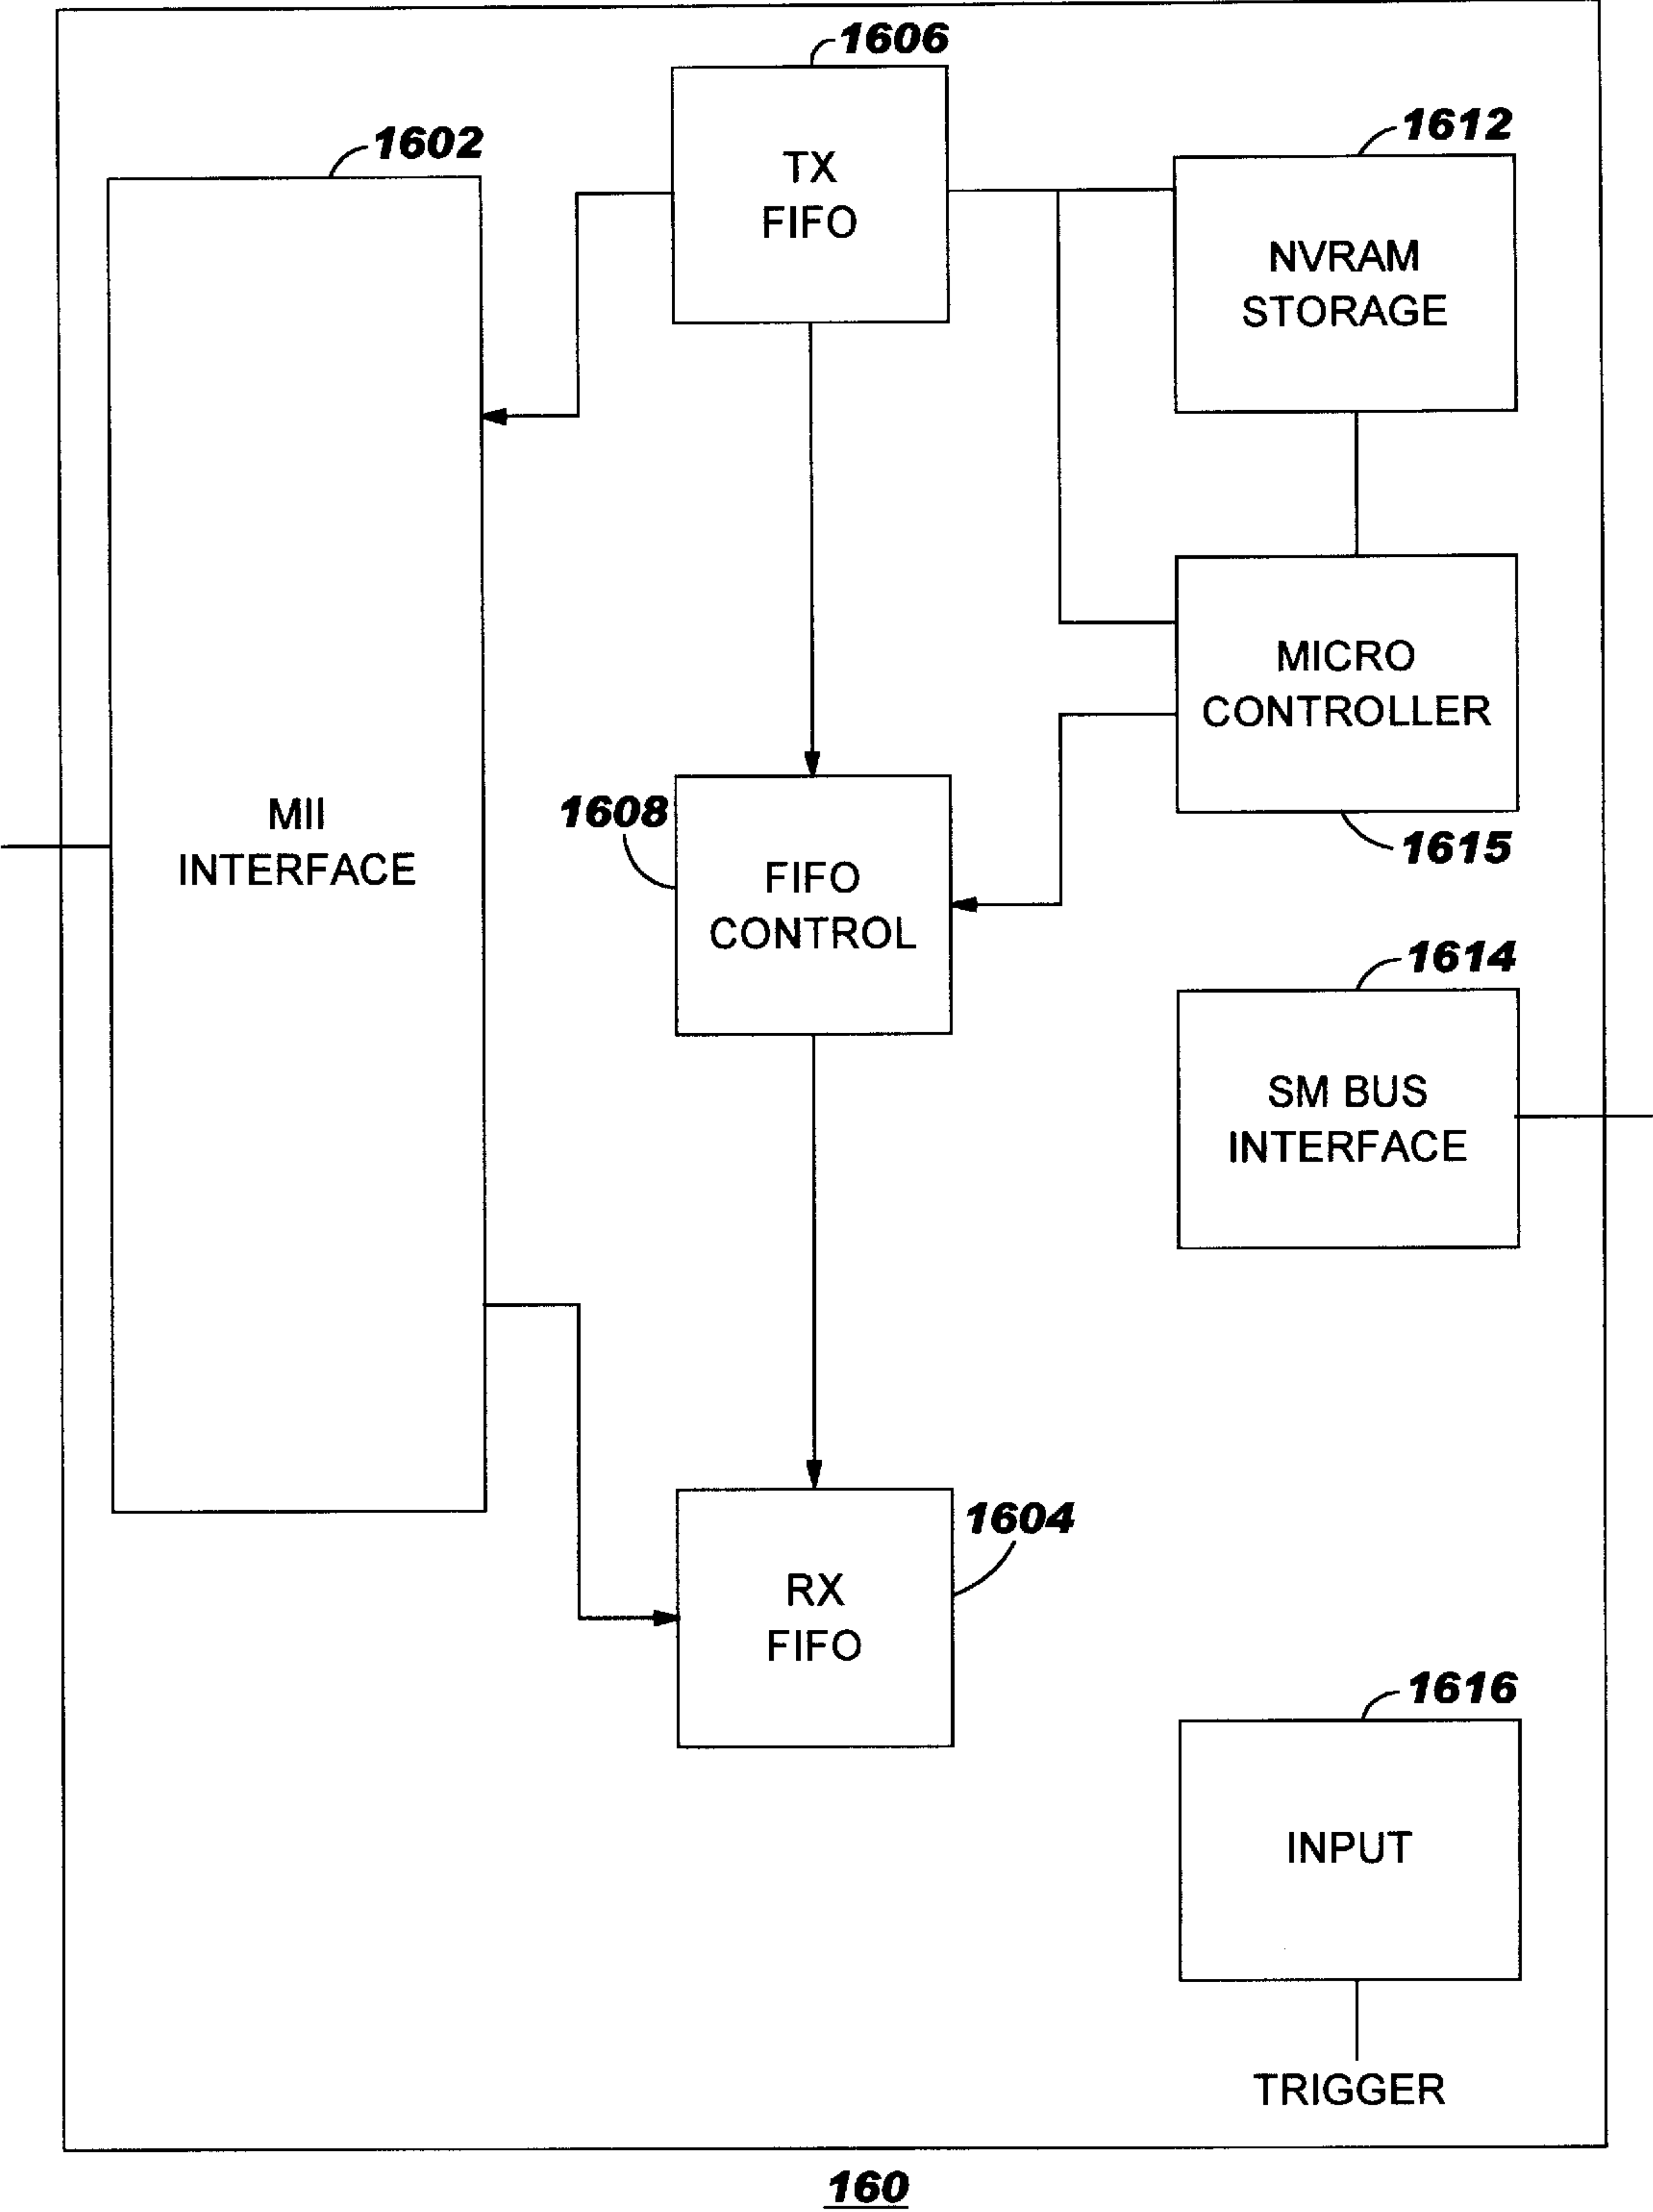 1606
1602
1612
TX
FIFO
NVRAM
STORAGE
MICRO
CONTROLLER
1615
MII
INTERFACE
1608
FIFO
CONTROL
1614
SM BUS
INTERFACE
1604
RX
FIFO
1616
INPUT
TRIGGER
160